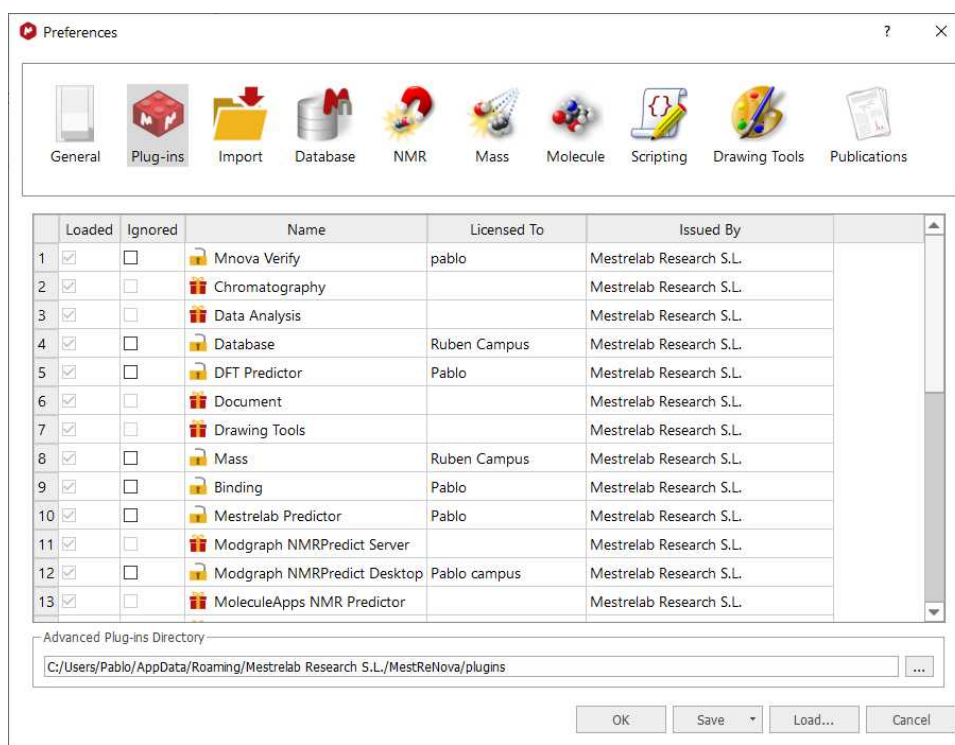 Preferences
?
General Plug-ins Import Database NMR Mass Molecule Scripting Drawing Tools Publications
Loaded Ignored Name Licensed To Issued By
1 Mnova Verify pablo Mestrelab Research S.L.
2 Chromatography Mestrelab Research S.L.
3 Data Analysis Mestrelab Research S.L.
4 Database Ruben Campus Mestrelab Research S.L.
5 DFT Predictor Pablo Mestrelab Research S.L.
6 Document Mestrelab Research S.L.
7 Drawing Tools Mestrelab Research S.L.
8 Mass Ruben Campus Mestrelab Research S.L.
9 Binding Pablo Mestrelab Research S.L.
10 Mestrelab Predictor Pablo Mestrelab Research S.L.
11 Modgraph NMRPredict Server Mestrelab Research S.L.
12 Modgraph NMRPredict Desktop Pablo campus Mestrelab Research S.L.
13 MoleculeApps NMR Predictor Mestrelab Research S.L.
Advanced Plug-ins Directory
C:/Users/Pablo/AppData/Roaming/Mestrelab Research S.L./MestReNova/plugins
...
OK Save Load... Cancel